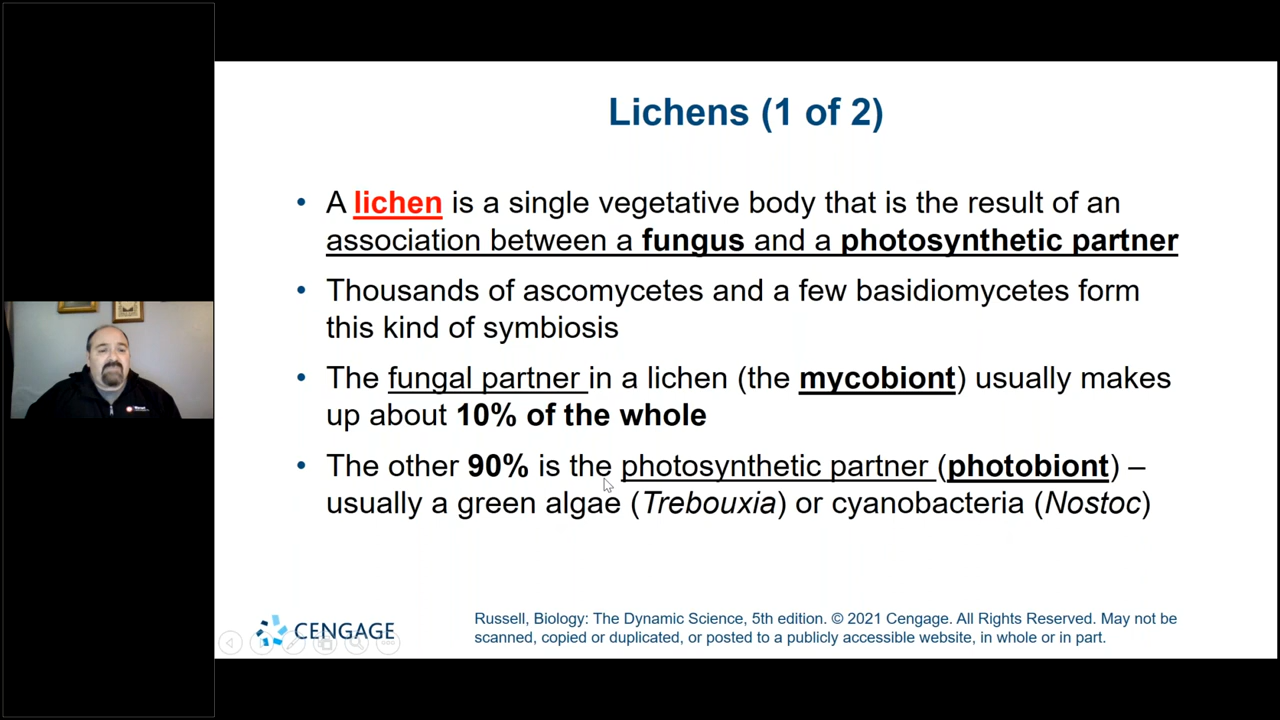 Lichens (1 of 2)
• A lichen is a single vegetative body that is the result of an
association between a fungus and a photosynthetic partner
• Thousands of ascomycetes and a few basidiomycetes form
this kind of symbiosis
• The fungal partner in a lichen (the mycobiont) usually makes
up about 10% of the whole
• The other 90% is the photosynthetic partner (photobiont) –
usually a green algae (Trebouxia) or cyanobacteria (Nostoc)
CENGAGE
Russell, Biology: The Dynamic Science, 5th edition. © 2021 Cengage. All Rights Reserved. May not be
scanned, copied or duplicated, or posted to a publicly accessible website, in whole or in part.